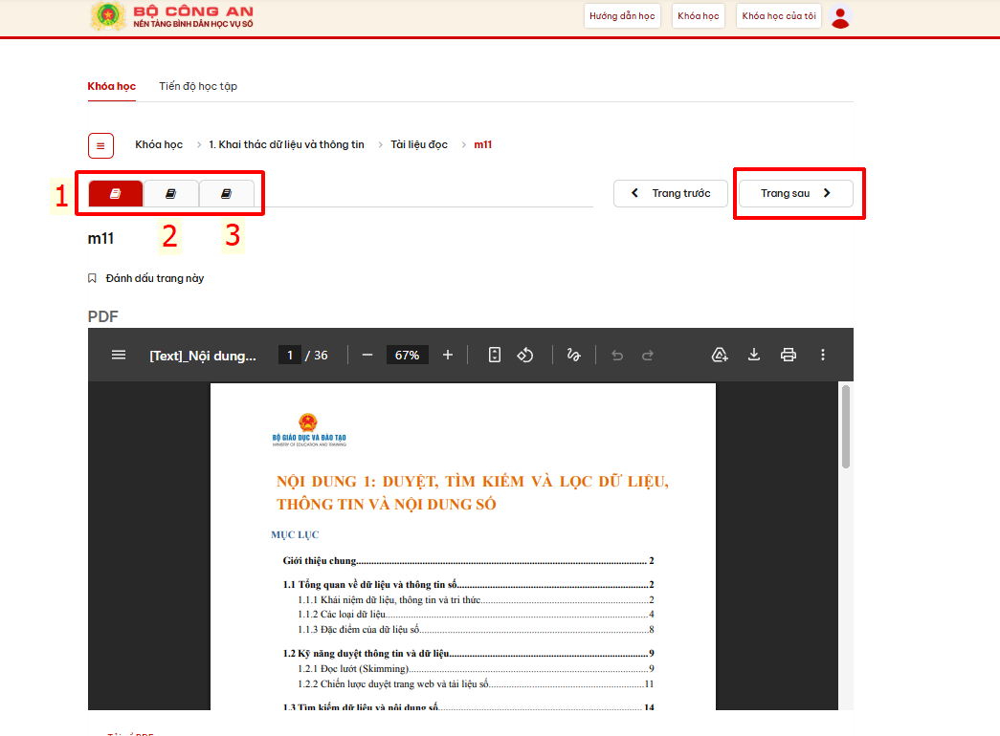 BỘ CÔNG AN
NỀN TẢNG BÌNH DÂN HỌC VỤ SỐ
Hướng dẫn học
Khóa học
Khóa học của tôi
Khóa học
Tiến độ học tập
Khóa học > 1. Khai thác dữ liệu và thông tin > Tài liệu đọc > m11
1
Trang trước
Trang sau
m11
2
3
Đánh dấu trang này
PDF
[Text]_Nội dung...
1 / 36
67%
BỘ GIÁO DỤC VÀ ĐÀO TẠO
MINISTRY OF EDUCATION AND TRAINING
NỘI DUNG 1: DUYỆT, TÌM KIẾM VÀ LỌC DỮ LIỆU,
THÔNG TIN VÀ NỘI DUNG SỐ
MỤC LỤC
Giới thiệu chung 2
1.1 Tổng quan về dữ liệu và thông tin số 2
1.1.1 Khái niệm dữ liệu, thông tin và tri thức 2
1.1.2 Các loại dữ liệu 4
1.1.3 Đặc điểm của dữ liệu số 8
1.2 Kỹ năng duyệt thông tin và dữ liệu 9
1.2.1 Đọc lướt (Skimming) 9
1.2.2 Chiến lược duyệt trang web và tài liệu số 11
1.3 Tìm kiếm dữ liệu và nội dung số 14